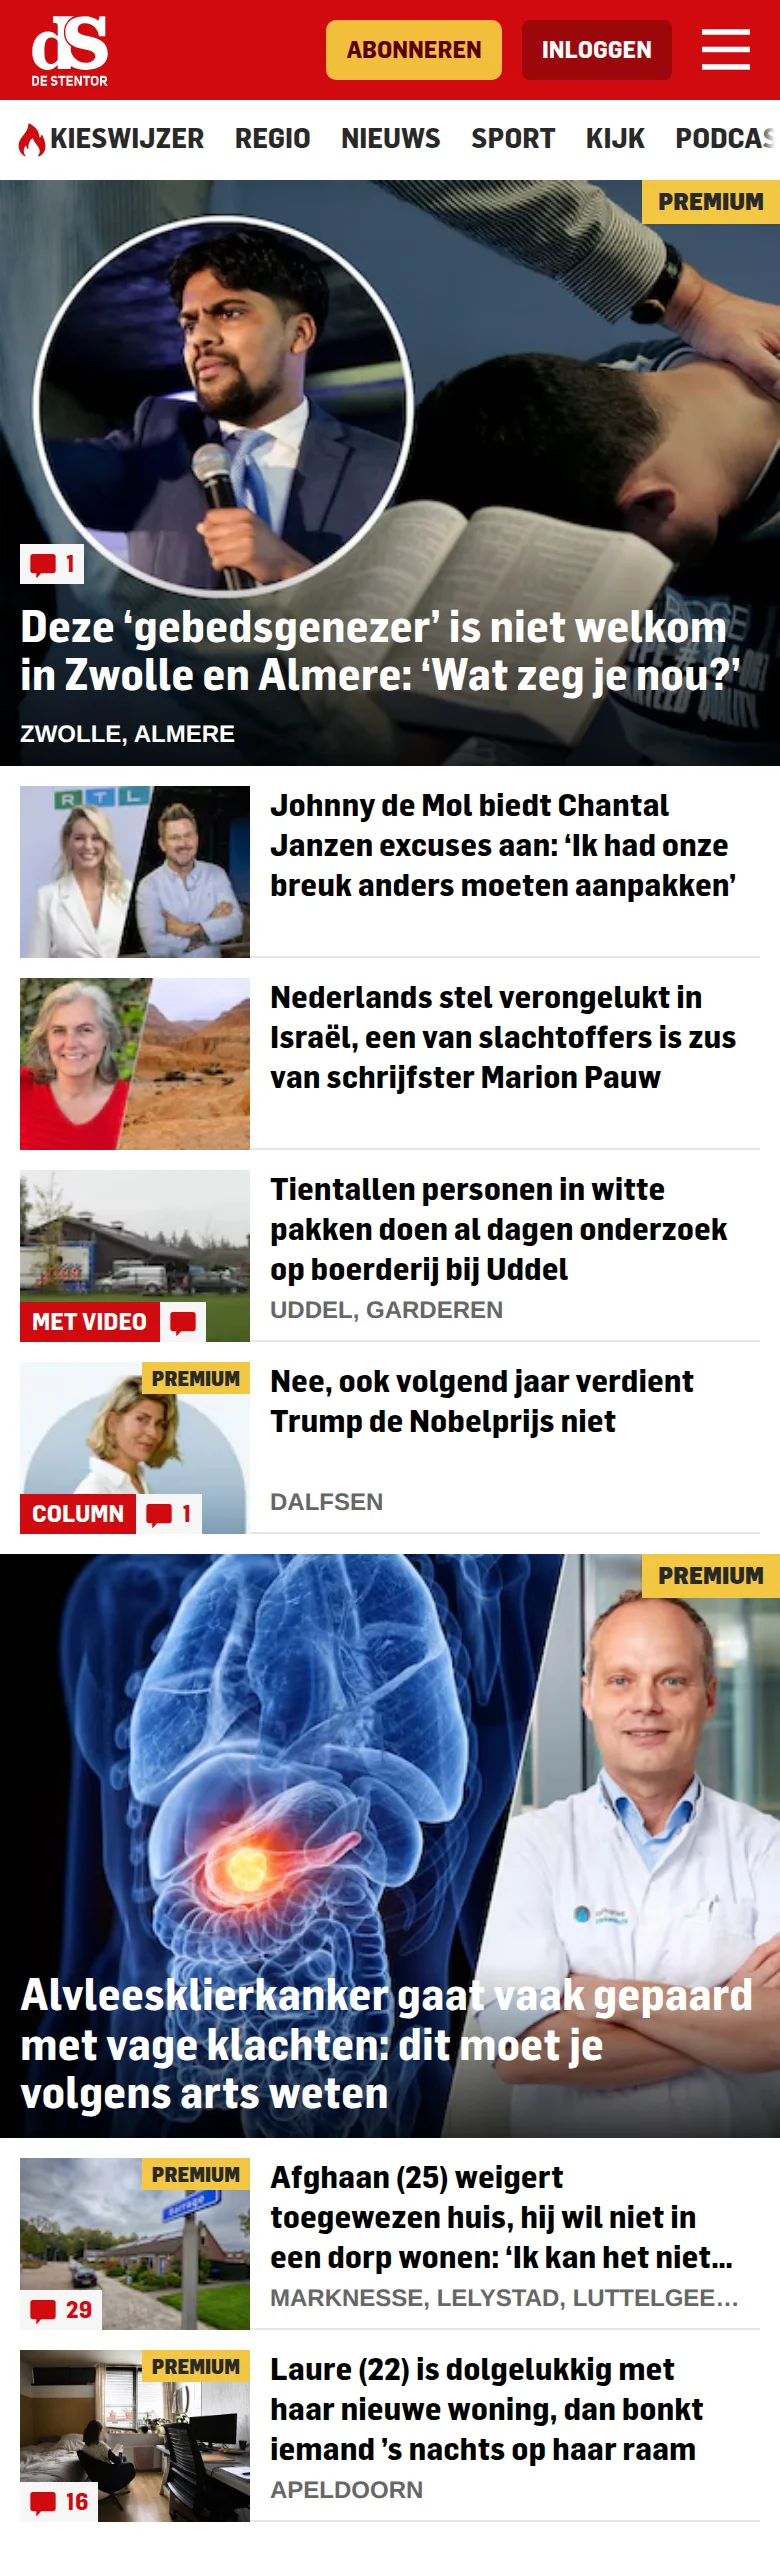 dS
DE STENTOR
ABONNEREN
INLOGGEN
KIESWIJZER REGIO NIEUWS SPORT KIJK PODCAS
PREMIUM
1
Deze ‘gebedsgenezer’ is niet welkom
in Zwolle en Almere: ‘Wat zeg je nou?’
ZWOLLE, ALMERE
RTL
Johnny de Mol biedt Chantal
Janzen excuses aan: ‘Ik had onze
breuk anders moeten aanpakken’
Nederlands stel verongelukt in
Israël, een van slachtoffers is zus
van schrijfster Marion Pauw
MET VIDEO
Tientallen personen in witte
pakken doen al dagen onderzoek
op boerderij bij Uddel
UDDEL, GARDEREN
PREMIUM
COLUMN
1
Nee, ook volgend jaar verdient
Trump de Nobelprijs niet
DALFSEN
PREMIUM
Alvleesklierkanker gaat vaak gepaard
met vage klachten: dit moet je
volgens arts weten
PREMIUM
29
Afghaan (25) weigert
toegewezen huis, hij wil niet in
een dorp wonen: ‘Ik kan het niet...
MARKNESSE, LELYSTAD, LUTTELGEE...
PREMIUM
16
Laure (22) is dolgelukkig met
haar nieuwe woning, dan bonkt
iemand ’s nachts op haar raam
APELDOORN